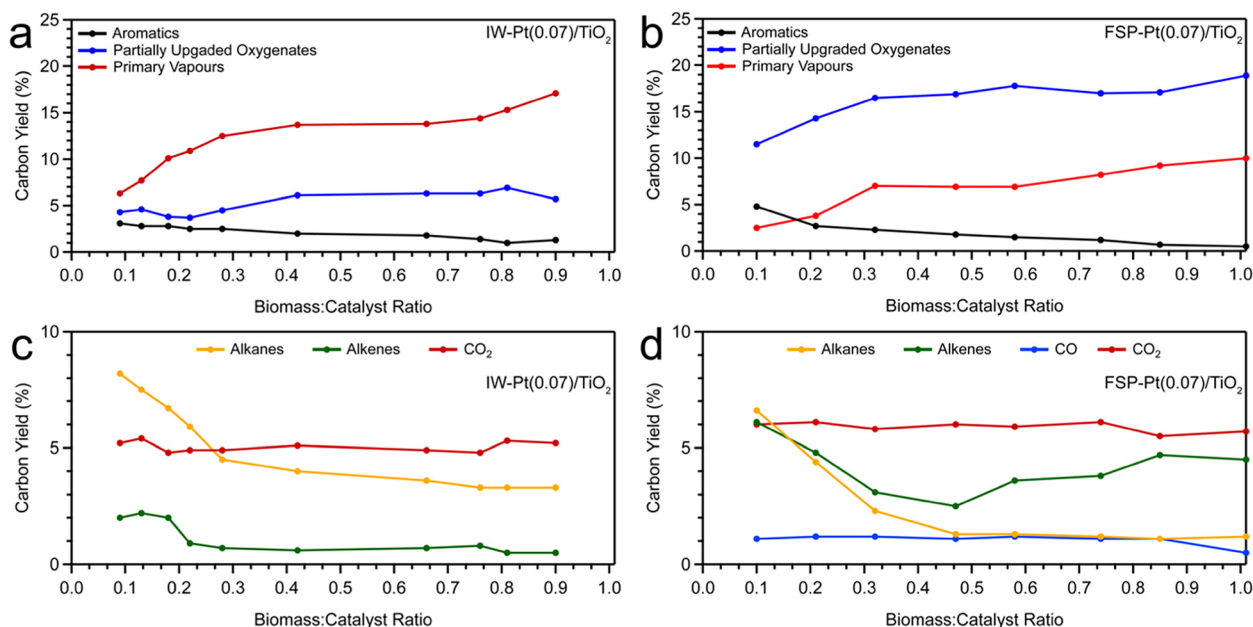 a
Aromatics
Partially Upgaded Oxygenates
Primary Vapours
IW-Pt(0.07)/TiO2
Carbon Yield (%)
25
20
15
10
5
0
0.0 0.1 0.2 0.3 0.4 0.5 0.6 0.7 0.8 0.9 1.0
Biomass:Catalyst Ratio
b
Aromatics
Partially Upgraded Oxygenates
Primary Vapours
FSP-Pt(0.07)/TiO2
Carbon Yield (%)
25
20
15
10
5
0
0.0 0.1 0.2 0.3 0.4 0.5 0.6 0.7 0.8 0.9 1.0
Biomass:Catalyst Ratio
c
Alkanes Alkenes CO2
IW-Pt(0.07)/TiO2
Carbon Yield (%)
10
5
0
0.0 0.1 0.2 0.3 0.4 0.5 0.6 0.7 0.8 0.9 1.0
Biomass:Catalyst Ratio
d
Alkanes Alkenes CO CO2
FSP-Pt(0.07)/TiO2
Carbon Yield (%)
10
5
0
0.0 0.1 0.2 0.3 0.4 0.5 0.6 0.7 0.8 0.9 1.0
Biomass:Catalyst Ratio